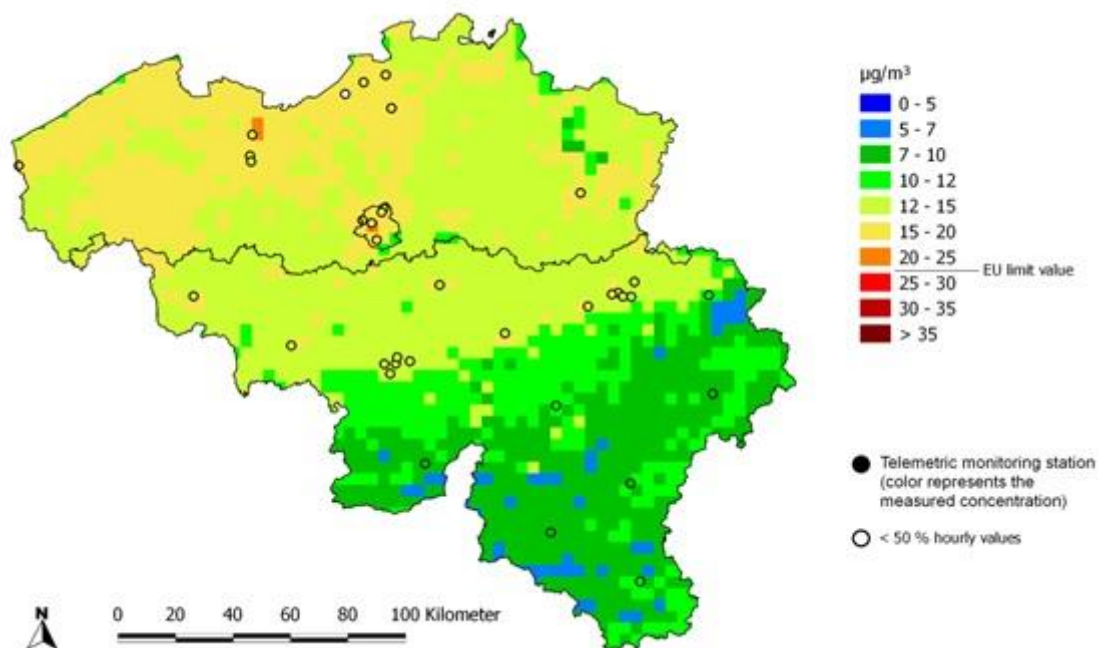 µg/m³
0 - 5
5 - 7
7 - 10
10 - 12
12 - 15
15 - 20
20 - 25
EU limit value
25 - 30
30 - 35
> 35
Telemetric monitoring station
(color represents the
measured concentration)
< 50 % hourly values
N
0 20 40 60 80 100 Kilometer